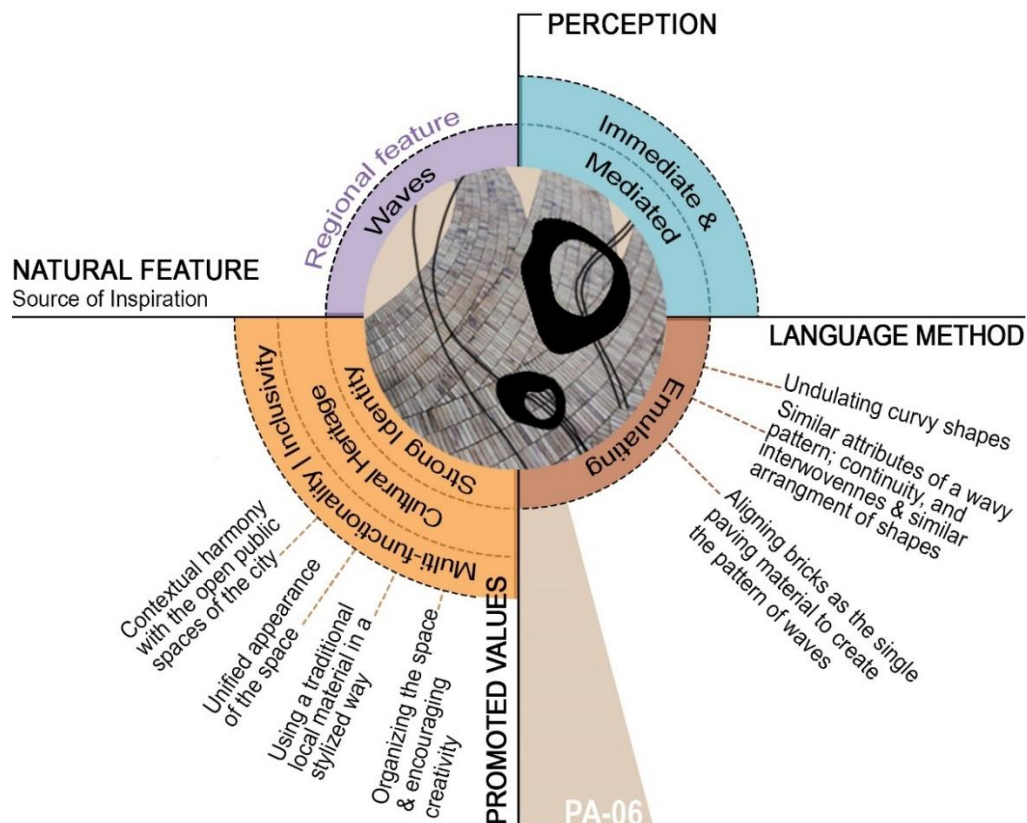 PERCEPTION
Immediate &
Mediated
Regional feature
Waves
NATURAL FEATURE
Source of Inspiration
LANGUAGE METHOD
Emulating
Undulating curvy shapes
Similar attributes of a wavy
pattern; continuity, and
interwovennes & similar
arrangment of shapes
Aligning bricks as the single
paving material to create
the pattern of waves
Strong Identity
Cultural Heritage
Multi-functionality | Inclusivity
Contextual harmony
with the open public
spaces of the city
Unified appearance
of the space
Using a traditional
local material in a
stylized way
Organizing the space
& encouraging
creativity
PROMOTED VALUES
PA-06